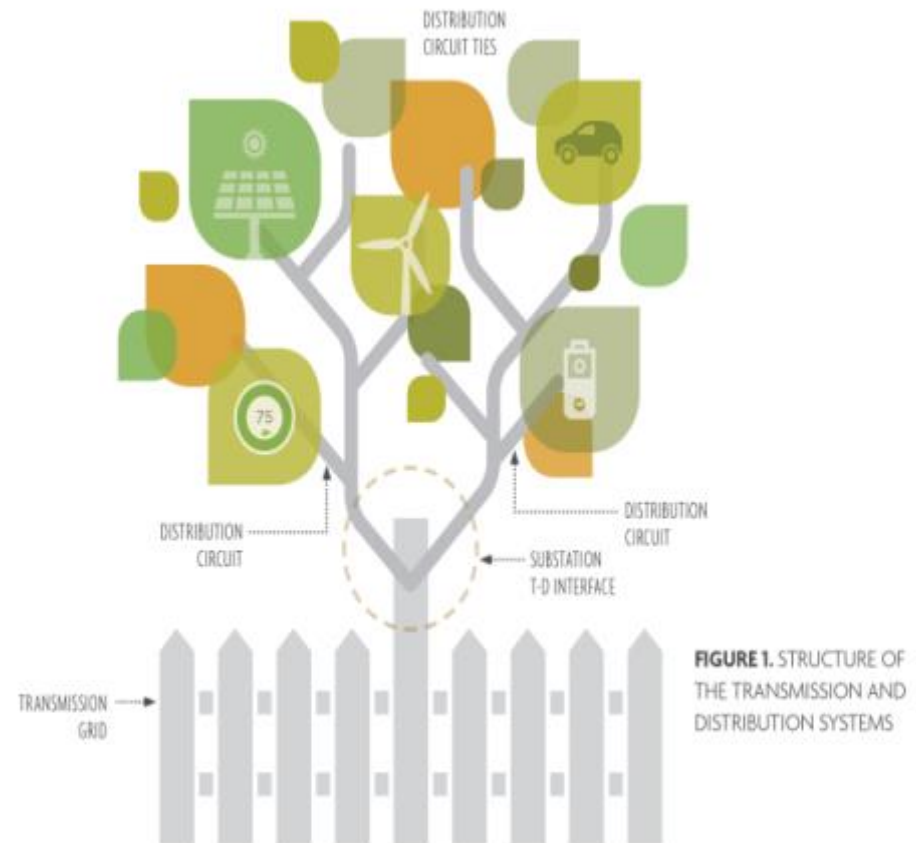 DISTRIBUTION
CIRCUIT TIES
75
DISTRIBUTION
CIRCUIT
DISTRIBUTION
CIRCUIT
SUBSTATION
T-D INTERFACE
TRANSMISSION
GRID
FIGURE 1. STRUCTURE OF
THE TRANSMISSION AND
DISTRIBUTION SYSTEMS